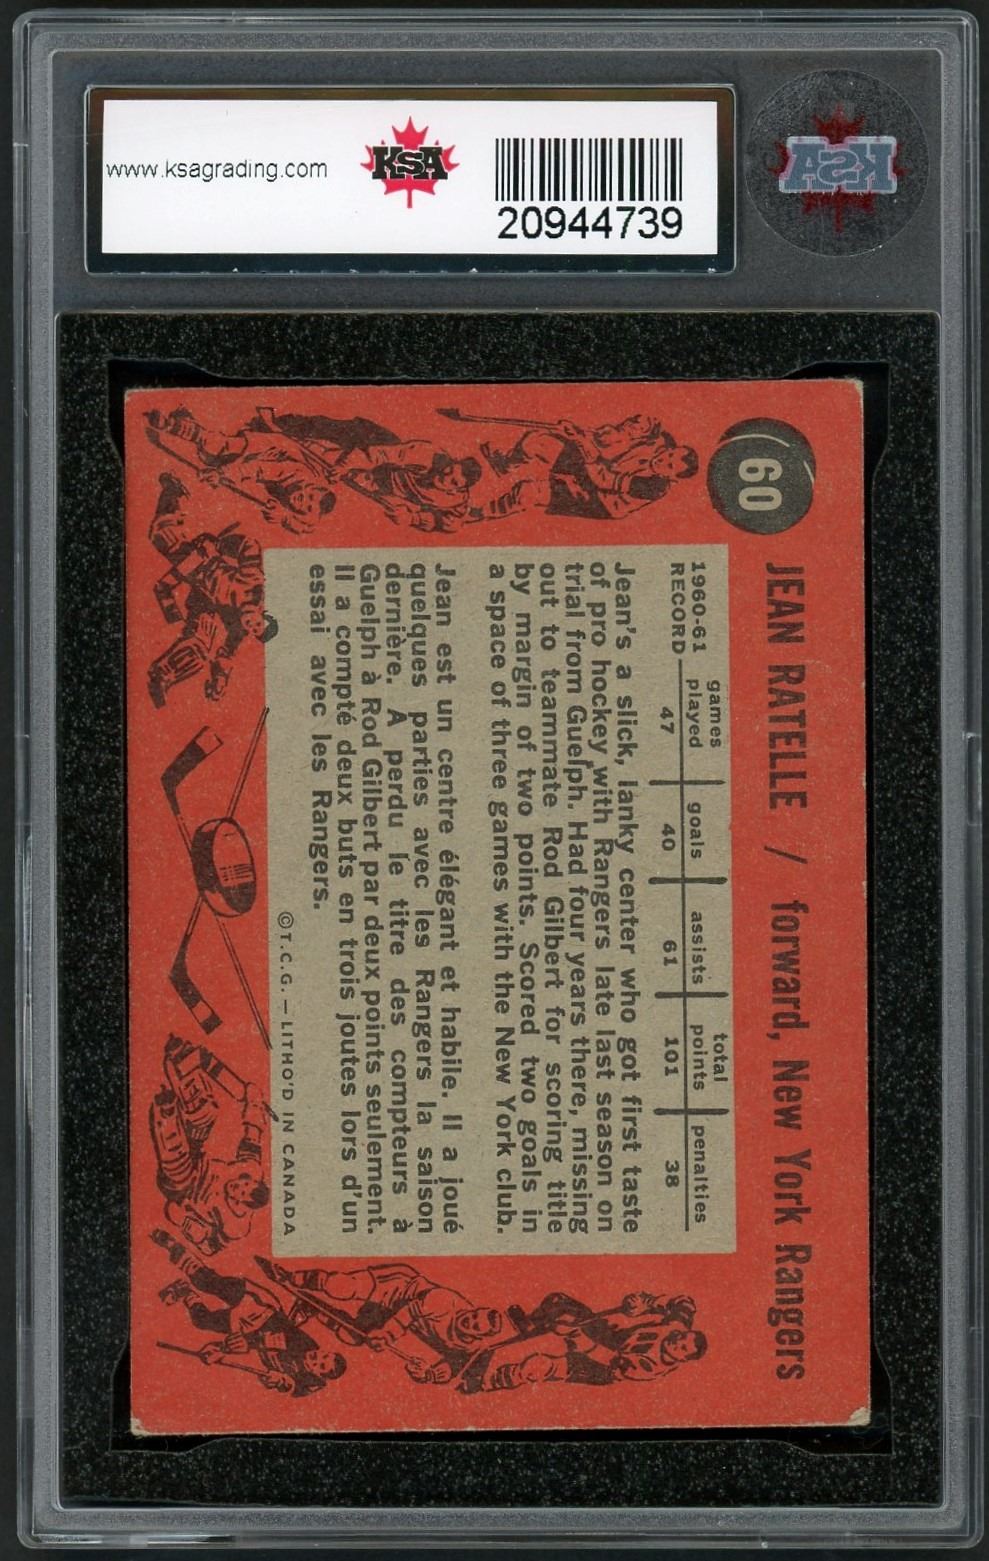 www.ksagrading.com
KSA
20944739
KSA
60
JEAN RATELLE / forward, New York Rangers
1960-61 RECORD
games played goals assists total points penalties
47 40 61 101 38
Jean's a slick, lanky center who got first taste
of pro hockey with Rangers late last season on
trial from Guelph. Had four years there, missing
out to teammate Rod Gilbert for scoring title
by margin of two points. Scored two goals in
a space of three games with the New York club.
Jean est un centre élégant et habile. Il a joué
quelques parties avec les Rangers la saison
dernière. À perdu le titre des compteurs à
Guelph à Rod Gilbert par deux points seulement.
Il a compté deux buts en trois joutes lors d'un
essai avec les Rangers.
©T.C.G. — LITHO'D IN CANADA